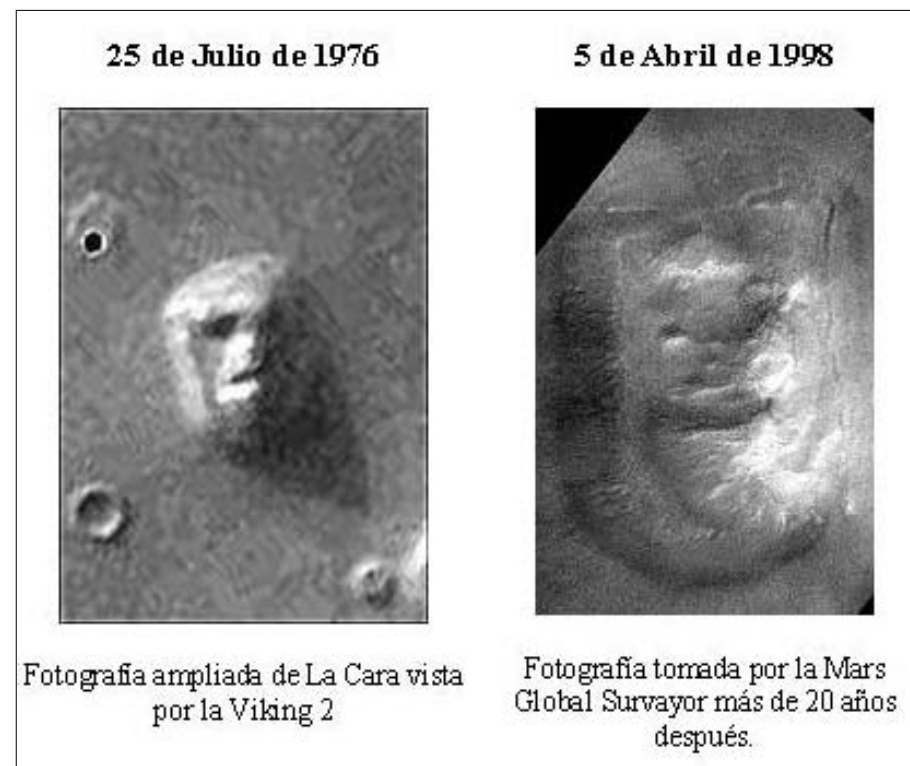 25 de Julio de 1976
5 de Abril de 1998
Fotografía ampliada de La Cara vista
por la Viking 2
Fotografía tomada por la Mars
Global Survayor más de 20 años
después.